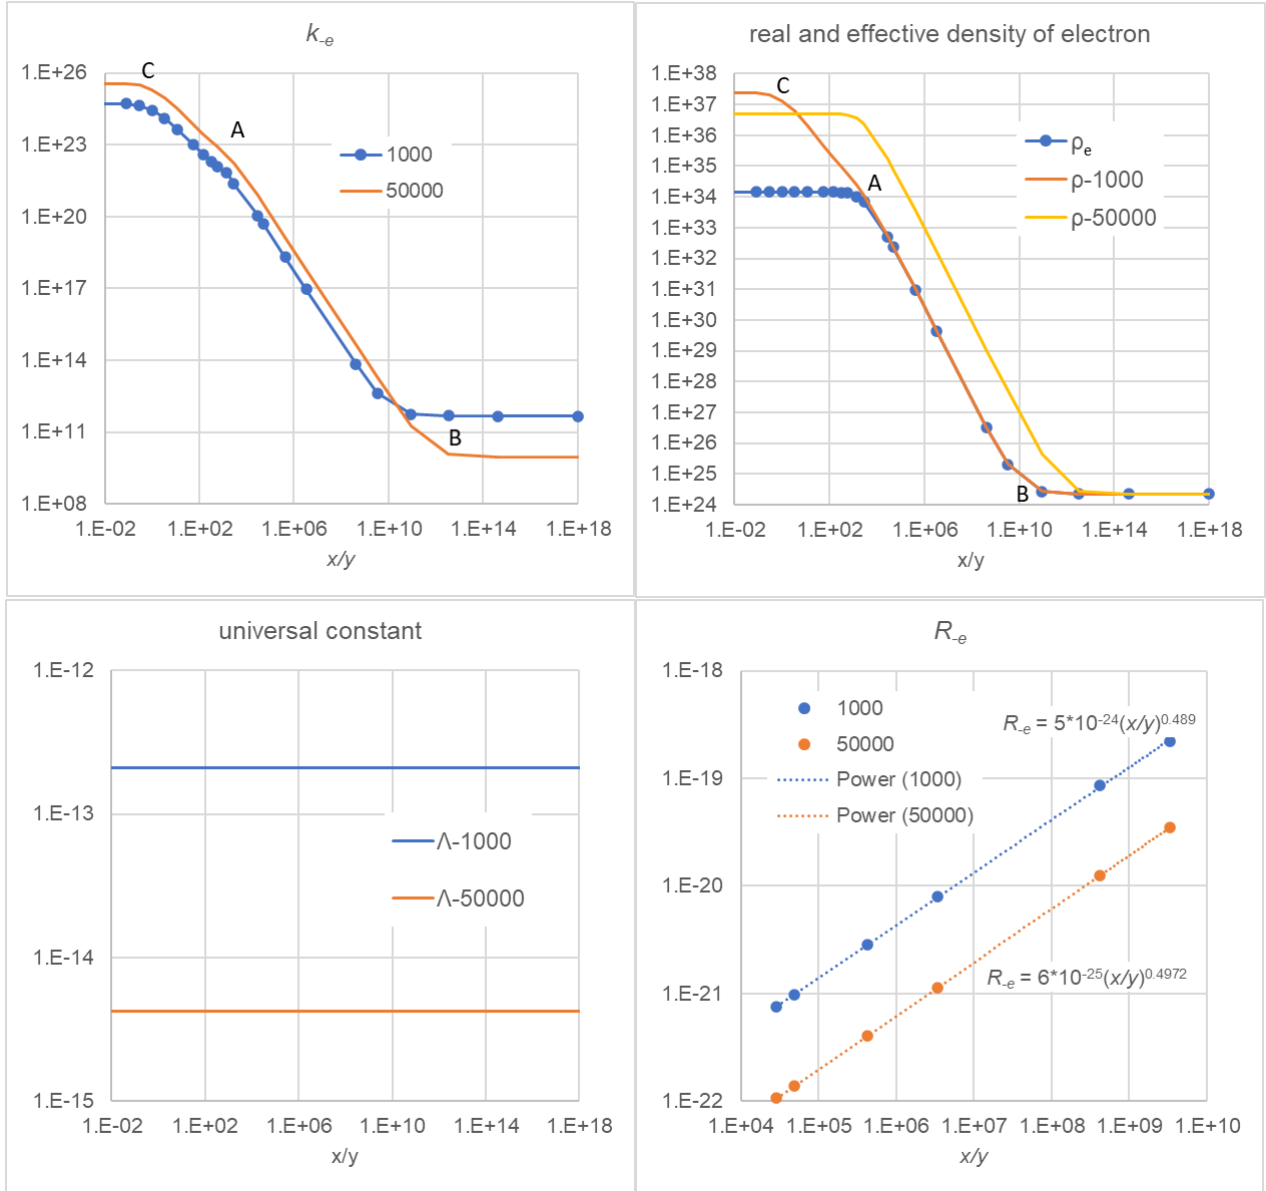 k-e
1.E+26
1.E+23
1.E+20
1.E+17
1.E+14
1.E+11
1.E+08
C
A
B
1000
50000
1.E-02 1.E+02 1.E+06 1.E+10 1.E+14 1.E+18
x/y
real and effective density of electron
1.E+38
1.E+37
1.E+36
1.E+35
1.E+34
1.E+33
1.E+32
1.E+31
1.E+30
1.E+29
1.E+28
1.E+27
1.E+26
1.E+25
1.E+24
C
A
B
ρe
ρ-1000
ρ-50000
1.E-02 1.E+02 1.E+06 1.E+10 1.E+14 1.E+18
x/y
universal constant
1.E-12
1.E-13
1.E-14
1.E-15
Λ-1000
Λ-50000
1.E-02 1.E+02 1.E+06 1.E+10 1.E+14 1.E+18
x/y
R-e
1.E-18
1.E-19
1.E-20
1.E-21
1.E-22
1000
50000
Power (1000)
Power (50000)
R-e = 5*10-24(x/y)0.489
R-e = 6*10-25(x/y)0.4972
1.E+04 1.E+05 1.E+06 1.E+07 1.E+08 1.E+09 1.E+10
x/y